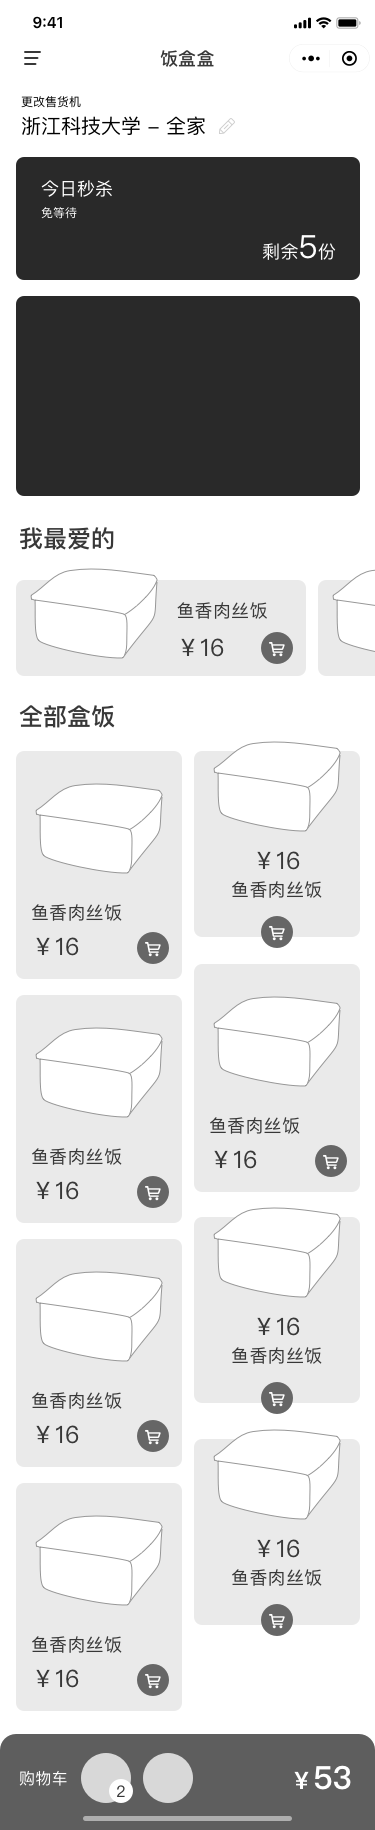 9:41
饭盒盒
更改售货机
浙江科技大学 – 全家
今日秒杀
免等待
剩余5份
我最爱的
鱼香肉丝饭
¥ 16
全部盒饭
鱼香肉丝饭
¥ 16
¥ 16
鱼香肉丝饭
鱼香肉丝饭
¥ 16
鱼香肉丝饭
¥ 16
鱼香肉丝饭
¥ 16
¥ 16
鱼香肉丝饭
鱼香肉丝饭
¥ 16
¥ 16
鱼香肉丝饭
购物车
2
¥ 53